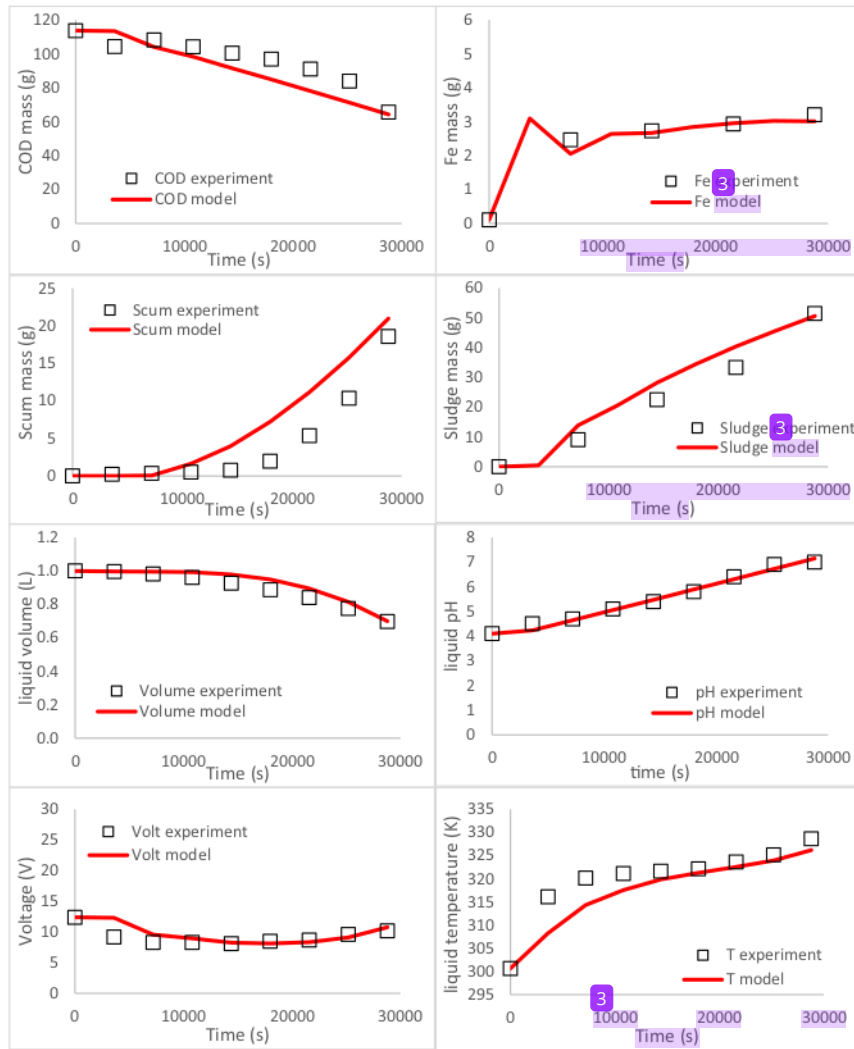 COD mass (g)
120
100
80
60
40
20
0
COD experiment
COD model
0 10000 20000 30000
Time (s)
Fe mass (g)
6
5
4
3
2
1
0
3
Fe experiment
Fe model
0 10000 20000 30000
Time (s)
Scum mass (g)
25
20
15
10
5
0
Scum experiment
Scum model
0 10000 20000 30000
Time (s)
Sludge mass (g)
60
50
40
30
20
10
0
3
Sludge experiment
Sludge model
0 10000 20000 30000
Time (s)
liquid volume (L)
1.2
1.0
0.8
0.6
0.4
0.2
0.0
Volume experiment
Volume model
0 10000 20000 30000
Time (s)
liquid pH
8
7
6
5
4
3
2
1
0
pH experiment
pH model
0 10000 20000 30000
time (s)
Voltage (V)
30
25
20
15
10
5
0
Volt experiment
Volt model
0 10000 20000 30000
Time (s)
liquid temperature (K)
335
330
325
320
315
310
305
300
295
T experiment
T model
3
0 10000 20000 30000
Time (s)